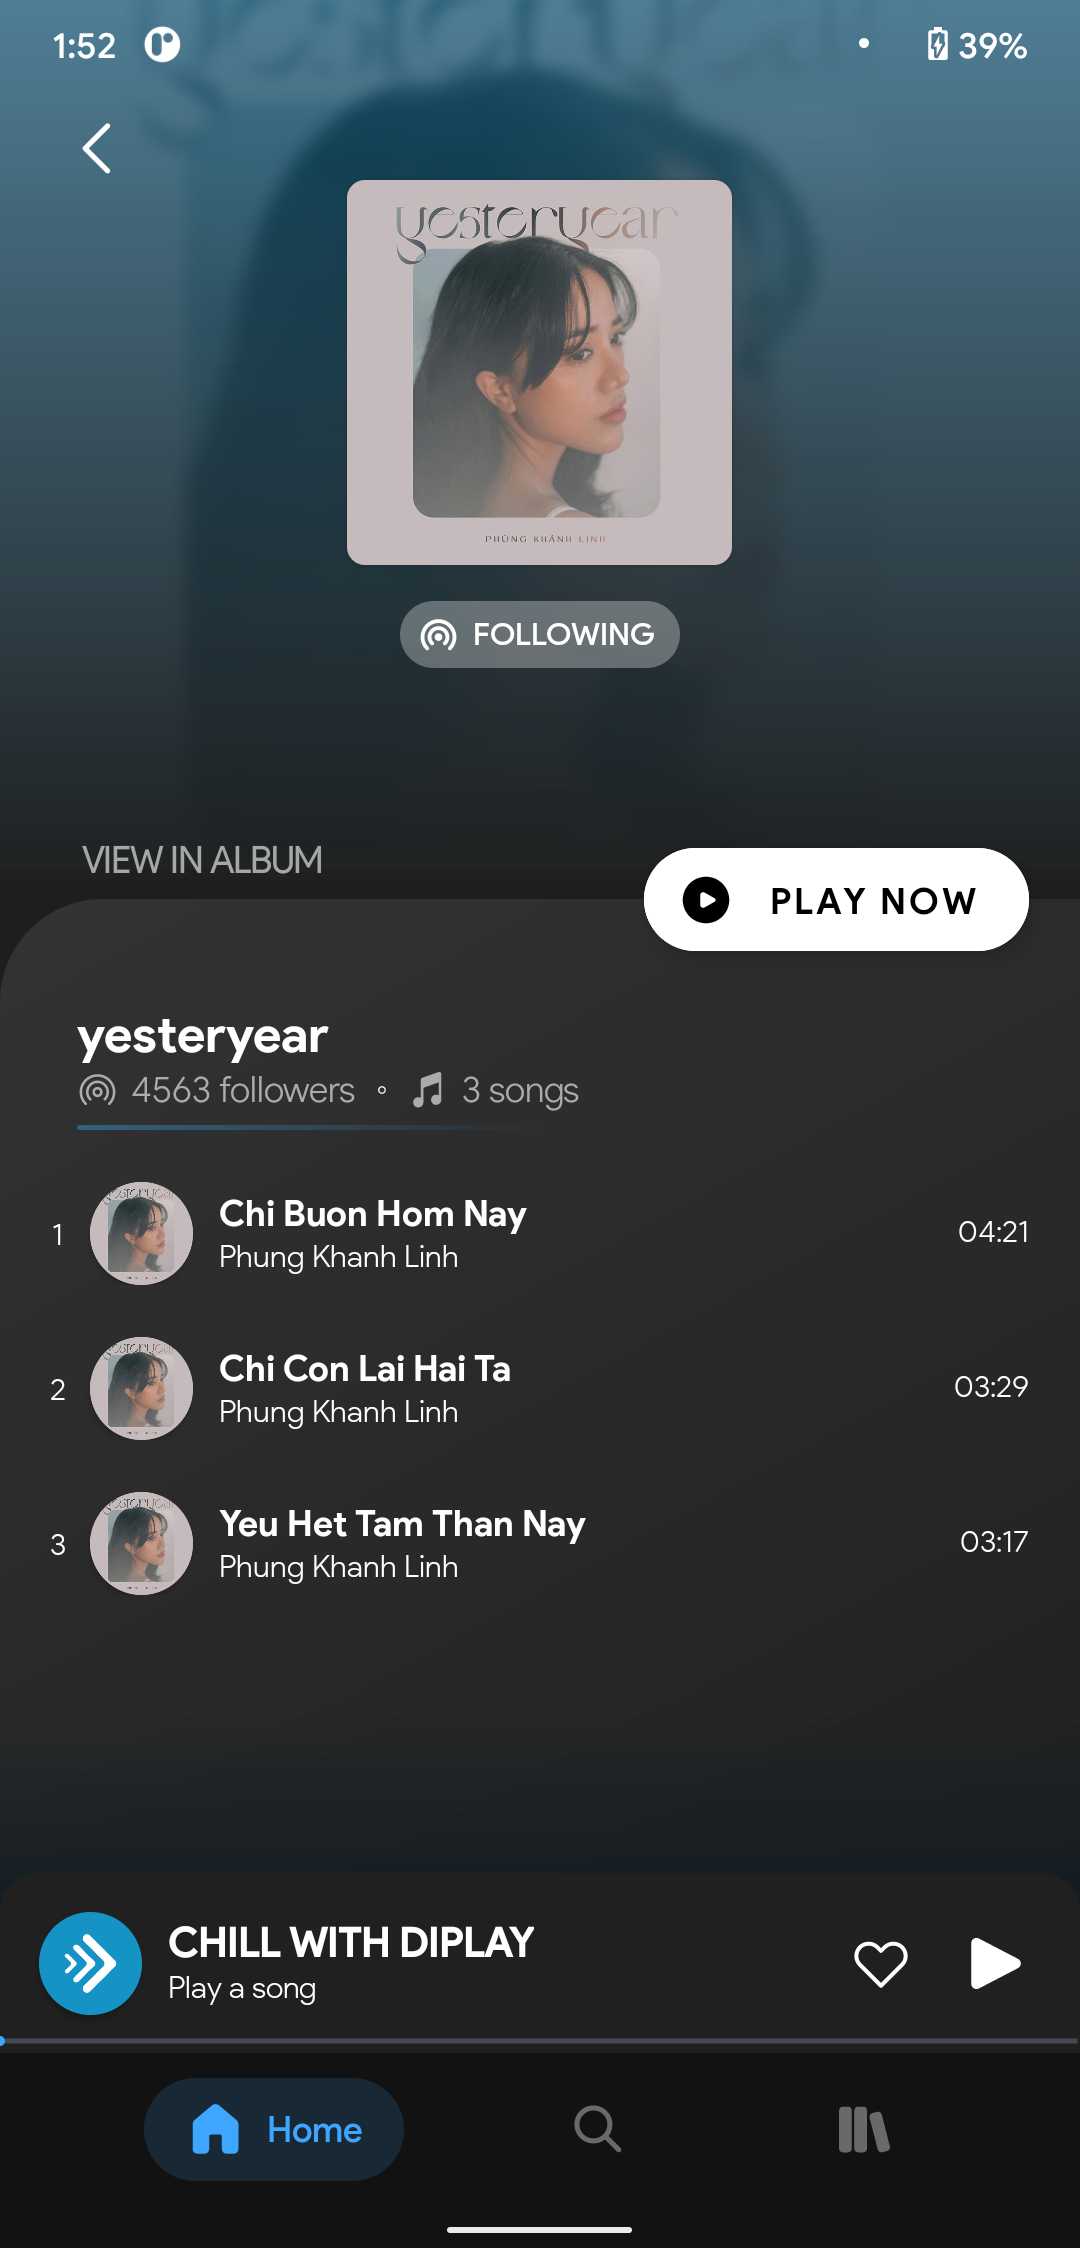 1:52
39%
yesteryear
PHÙNG KHÁNH LINH
FOLLOWING
VIEW IN ALBUM
PLAY NOW
yesteryear
4563 followers
3 songs
1
Chi Buon Hom Nay
Phung Khanh Linh
04:21
2
Chi Con Lai Hai Ta
Phung Khanh Linh
03:29
3
Yeu Het Tam Than Nay
Phung Khanh Linh
03:17
CHILL WITH DIPLAY
Play a song
Home